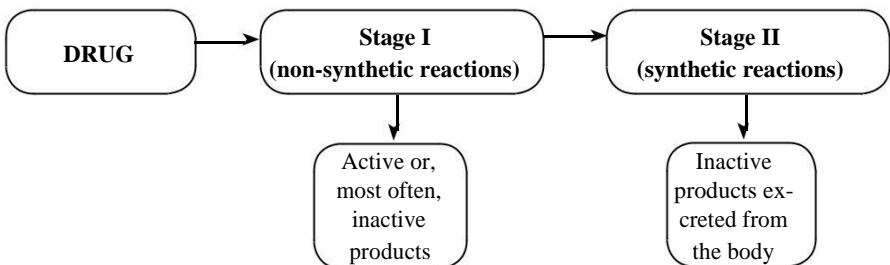 DRUG
Stage I
(non-synthetic reactions)
Stage II
(synthetic reactions)
Active or,
most often,
inactive
products
Inactive
products ex-
creted from
the body